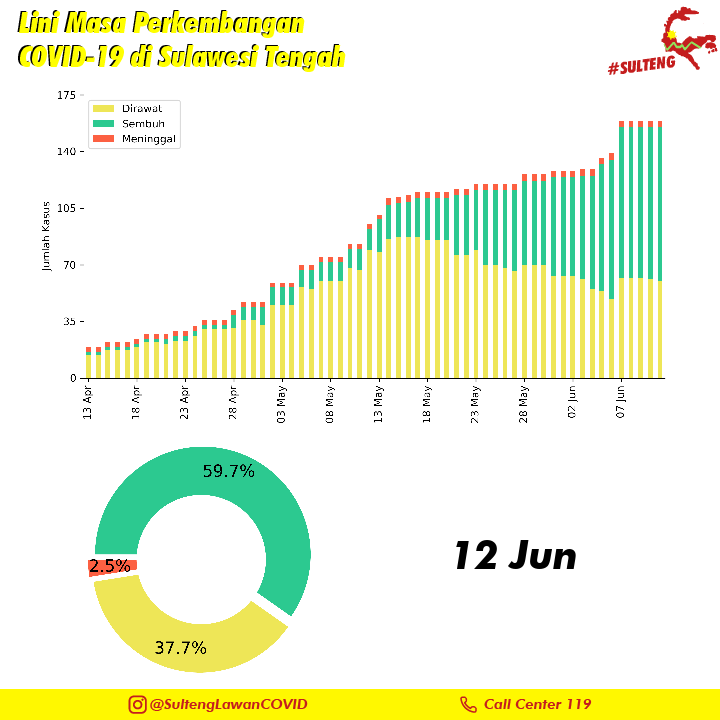 Lini Masa Perkembangan
COVID-19 di Sulawesi Tengah
#SULTENG
175
140
105
70
35
0
Jumlah Kasus
Dirawat
Sembuh
Meninggal
13 Apr
18 Apr
23 Apr
28 Apr
03 May
08 May
13 May
18 May
23 May
28 May
02 Jun
07 Jun
59.7%
2.5%
37.7%
12 Jun
@SultengLawanCOVID
Call Center 119